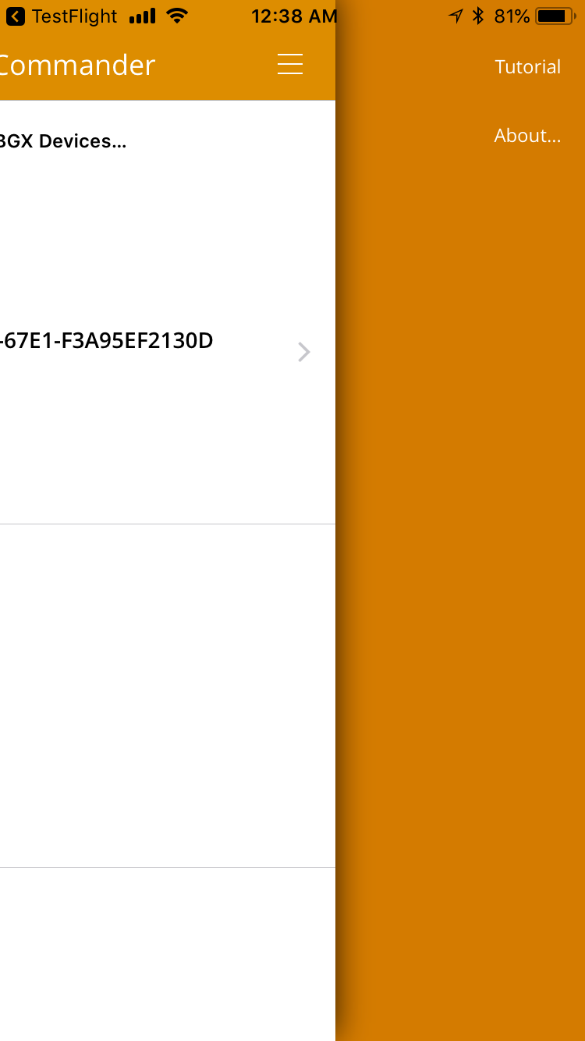 TestFlight 12:38 AM 81%
Commander
BGX Devices...
-67E1-F3A95EF2130D
Tutorial
About...